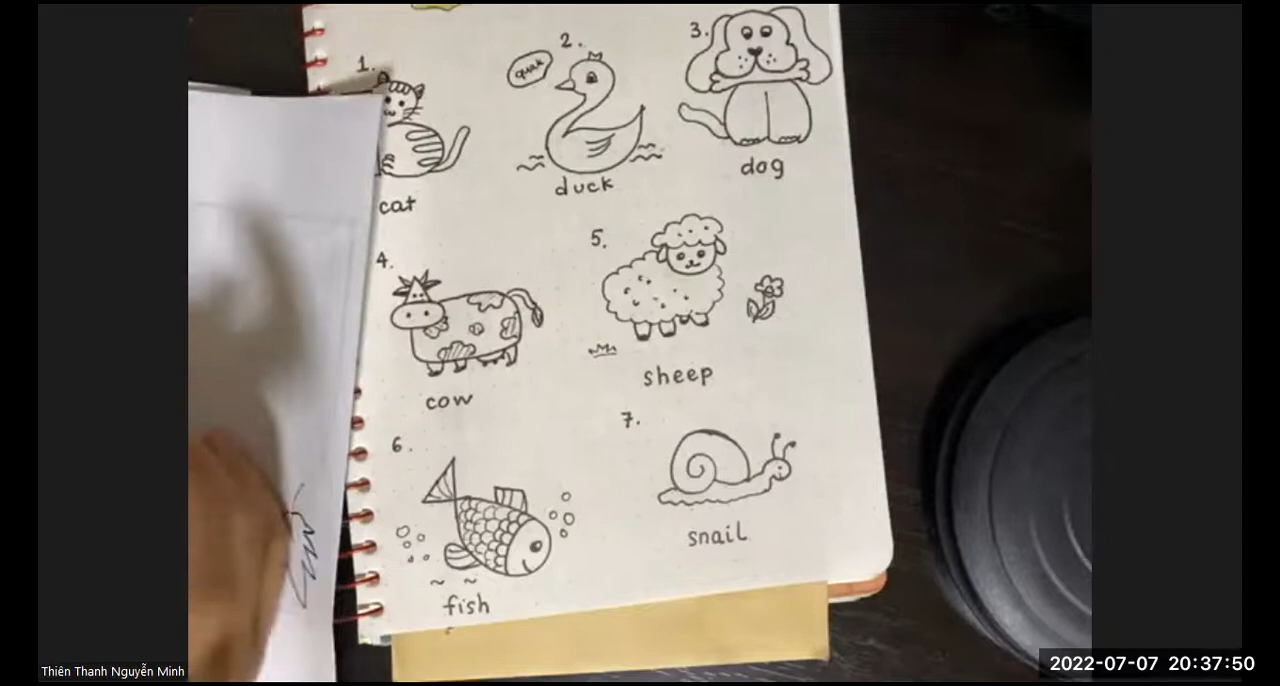 1.
cat
2.
quak
duck
3.
dog
4.
cow
5.
sheep
6.
fish
7.
snail
Thiên Thanh Nguyễn Minh
2022-07-07 20:37:50